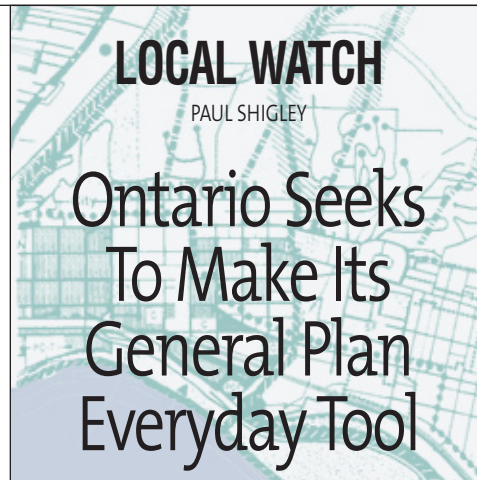 LOCAL WATCH
PAUL SHIGLEY
Ontario Seeks
To Make Its
General Plan
Everyday Tool